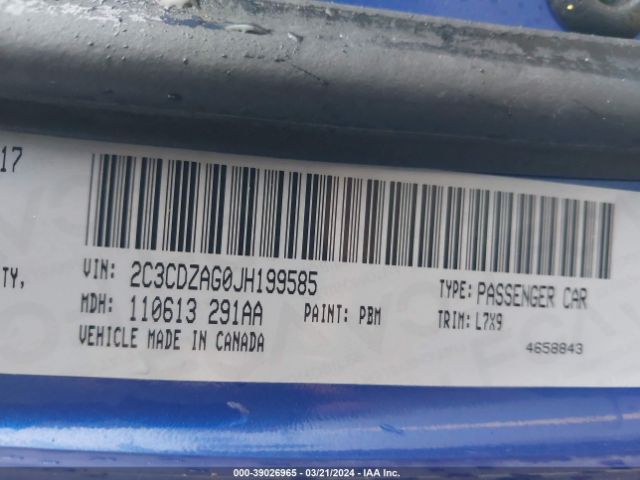 17
TY,
VIN: 2C3CDZAG0JH199585
TYPE: PASSENGER CAR
MDH: 110613 291AA
PAINT: PBM
TRIM: L7X9
VEHICLE MADE IN CANADA
4658843
000-39026965 - 03/21/2024 - IAA Inc.